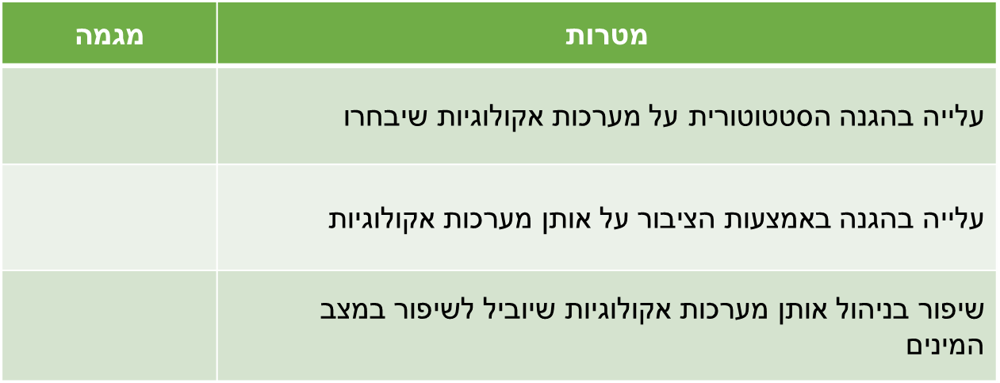 מטרות
מגמה
עלייה בהגנה הסטטוטורית על מערכות אקולוגיות שיבחרו
עלייה בהגנה באמצעות הציבור על אותן מערכות אקולוגיות
שיפור בניהול אותן מערכות אקולוגיות שיוביל לשיפור במצב
המינים